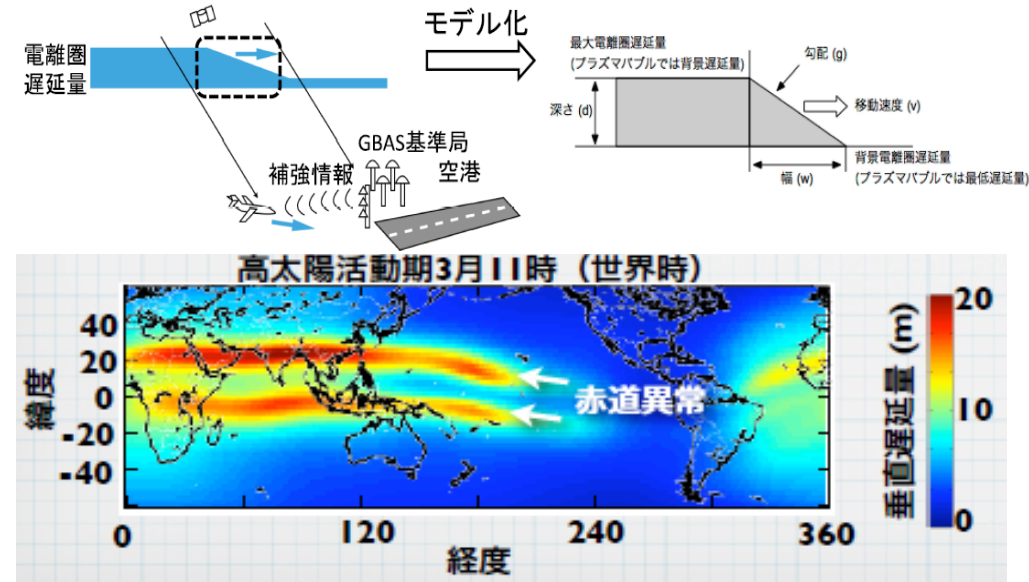 モデル化
電離圏
遅延量
GBAS基準局
補強情報
空港
最大電離圏遅延量
(プラズマバブルでは背景遅延量)
勾配 (g)
深さ (d)
移動速度 (v)
幅 (w)
背景電離圏遅延量
(プラズマバブルでは最低遅延量)
高太陽活動期3月11時（世界時）
緯度
40
20
0
-20
-40
赤道異常
0
120
240
360
経度
垂直遅延量 (m)
20
10
0